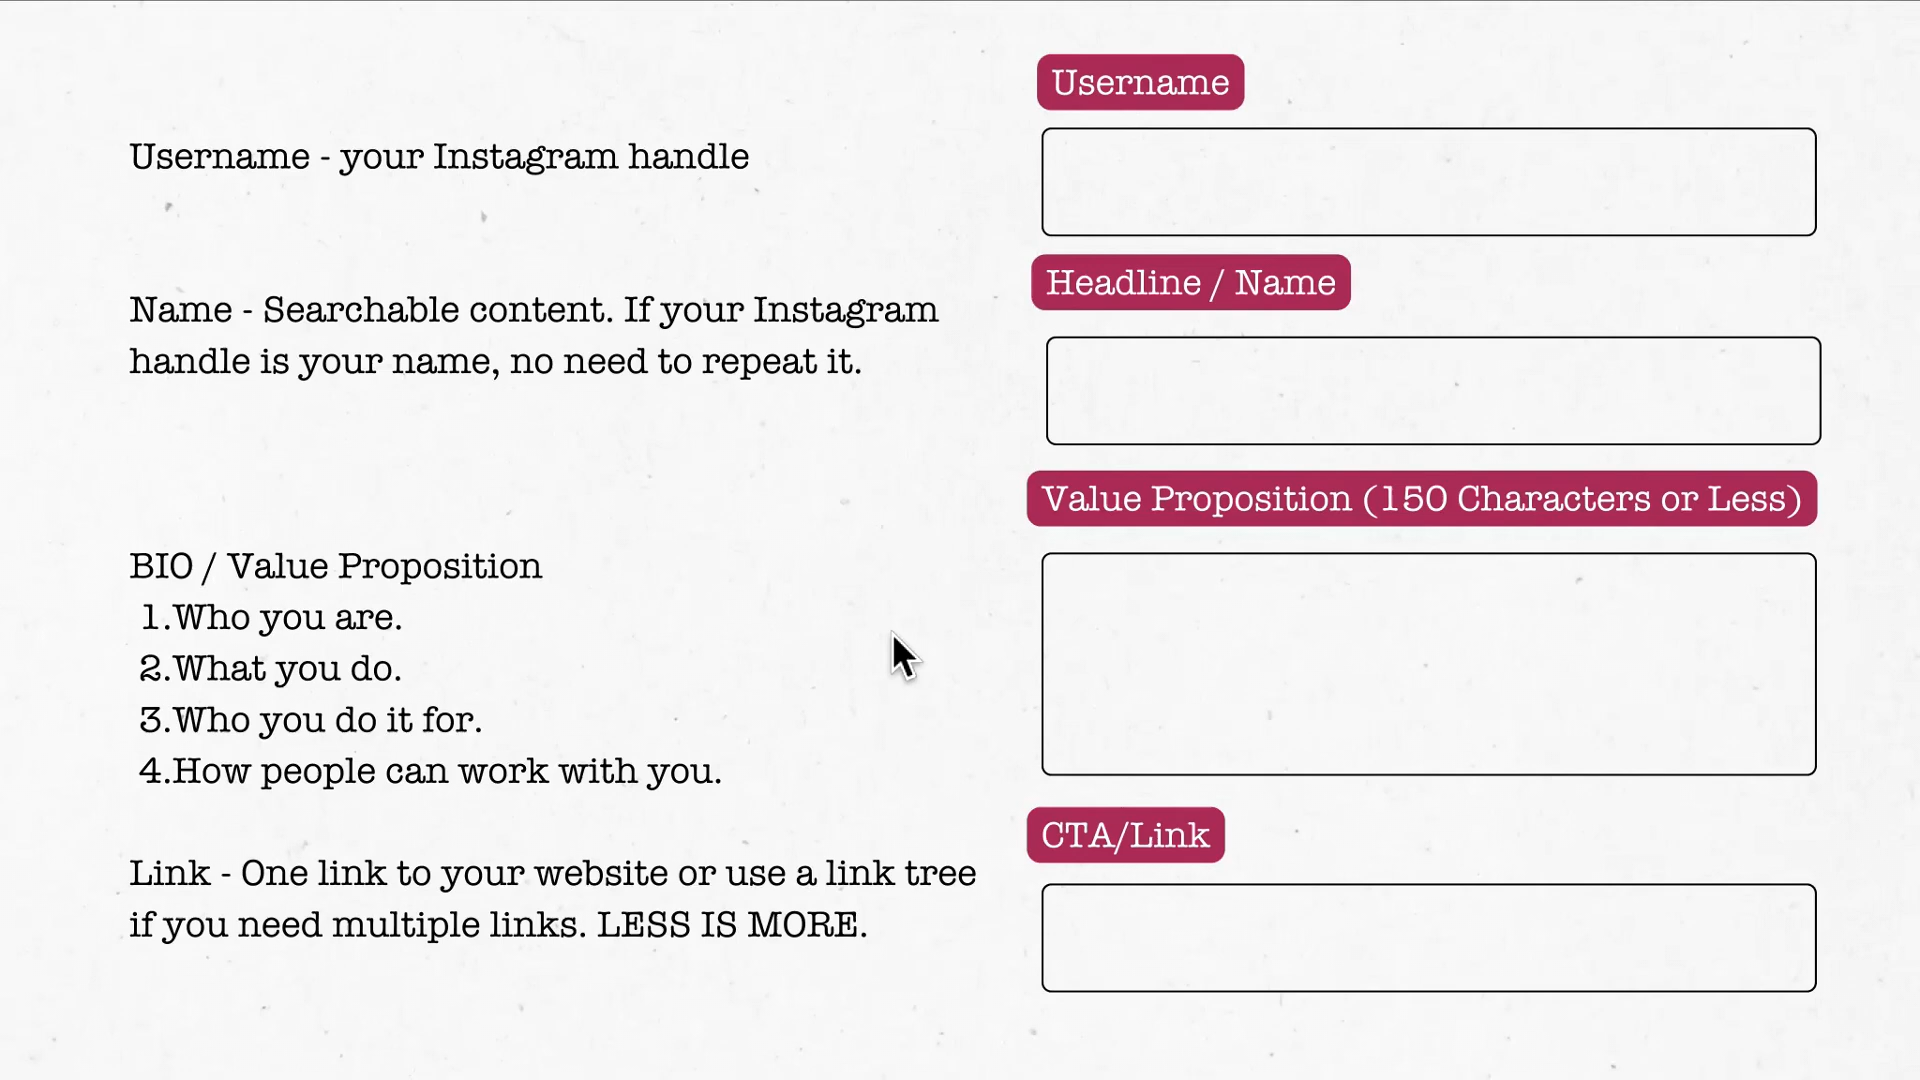 Username - your Instagram handle
Name - Searchable content. If your Instagram
handle is your name, no need to repeat it.
BIO / Value Proposition
1.Who you are.
2.What you do.
3.Who you do it for.
4.How people can work with you.
Link - One link to your website or use a link tree
if you need multiple links. LESS IS MORE.
Username
Headline / Name
Value Proposition (150 Characters or Less)
CTA/Link